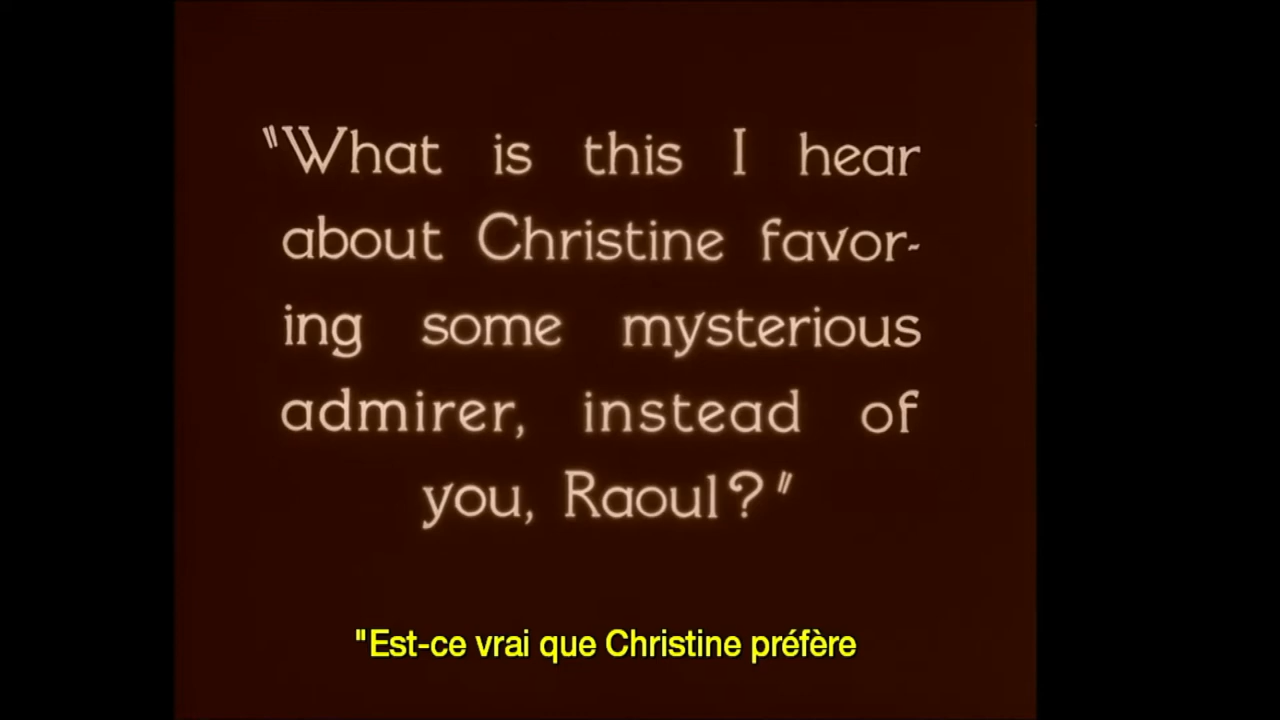 "What is this I hear
about Christine favor-
ing some mysterious
admirer, instead of
you, Raoul?"
"Est-ce vrai que Christine préfère